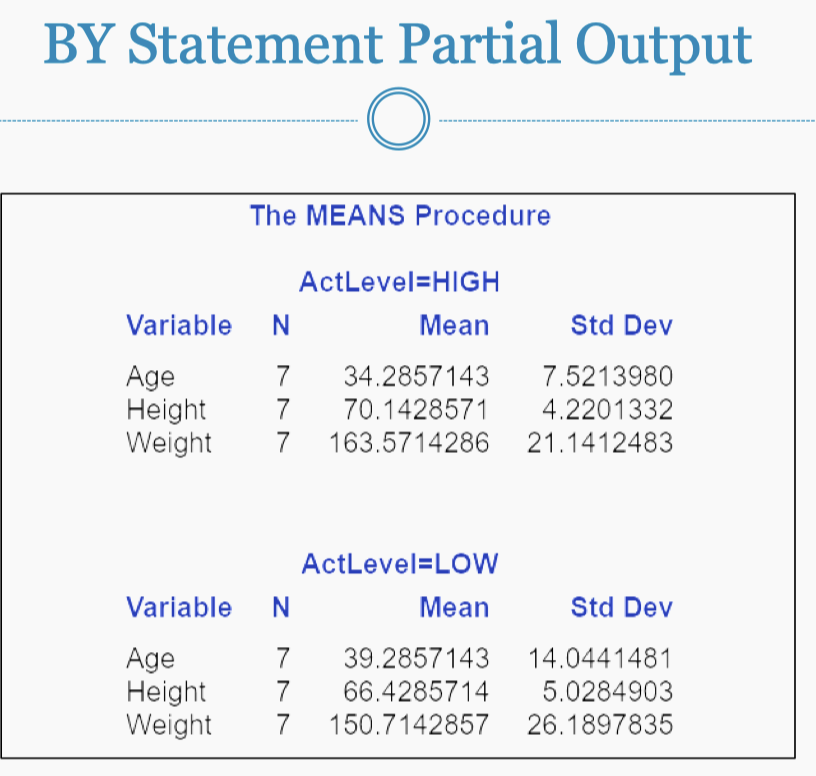 BY Statement Partial Output
The MEANS Procedure
ActLevel=HIGH
Variable N Mean Std Dev
Age 7 34.2857143 7.5213980
Height 7 70.1428571 4.2201332
Weight 7 163.5714286 21.1412483
ActLevel=LOW
Variable N Mean Std Dev
Age 7 39.2857143 14.0441481
Height 7 66.4285714 5.0284903
Weight 7 150.7142857 26.1897835